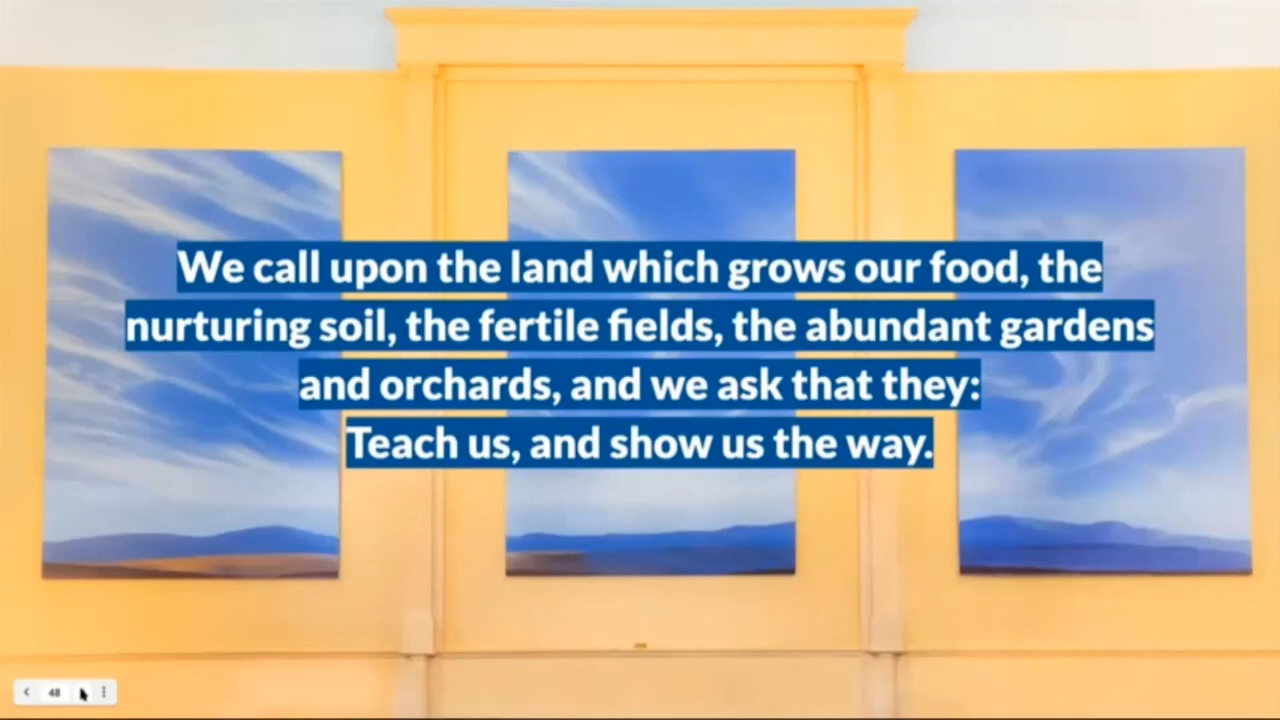 We call upon the land which grows our food, the
nurturing soil, the fertile fields, the abundant gardens
and orchards, and we ask that they:
Teach us, and show us the way.
48